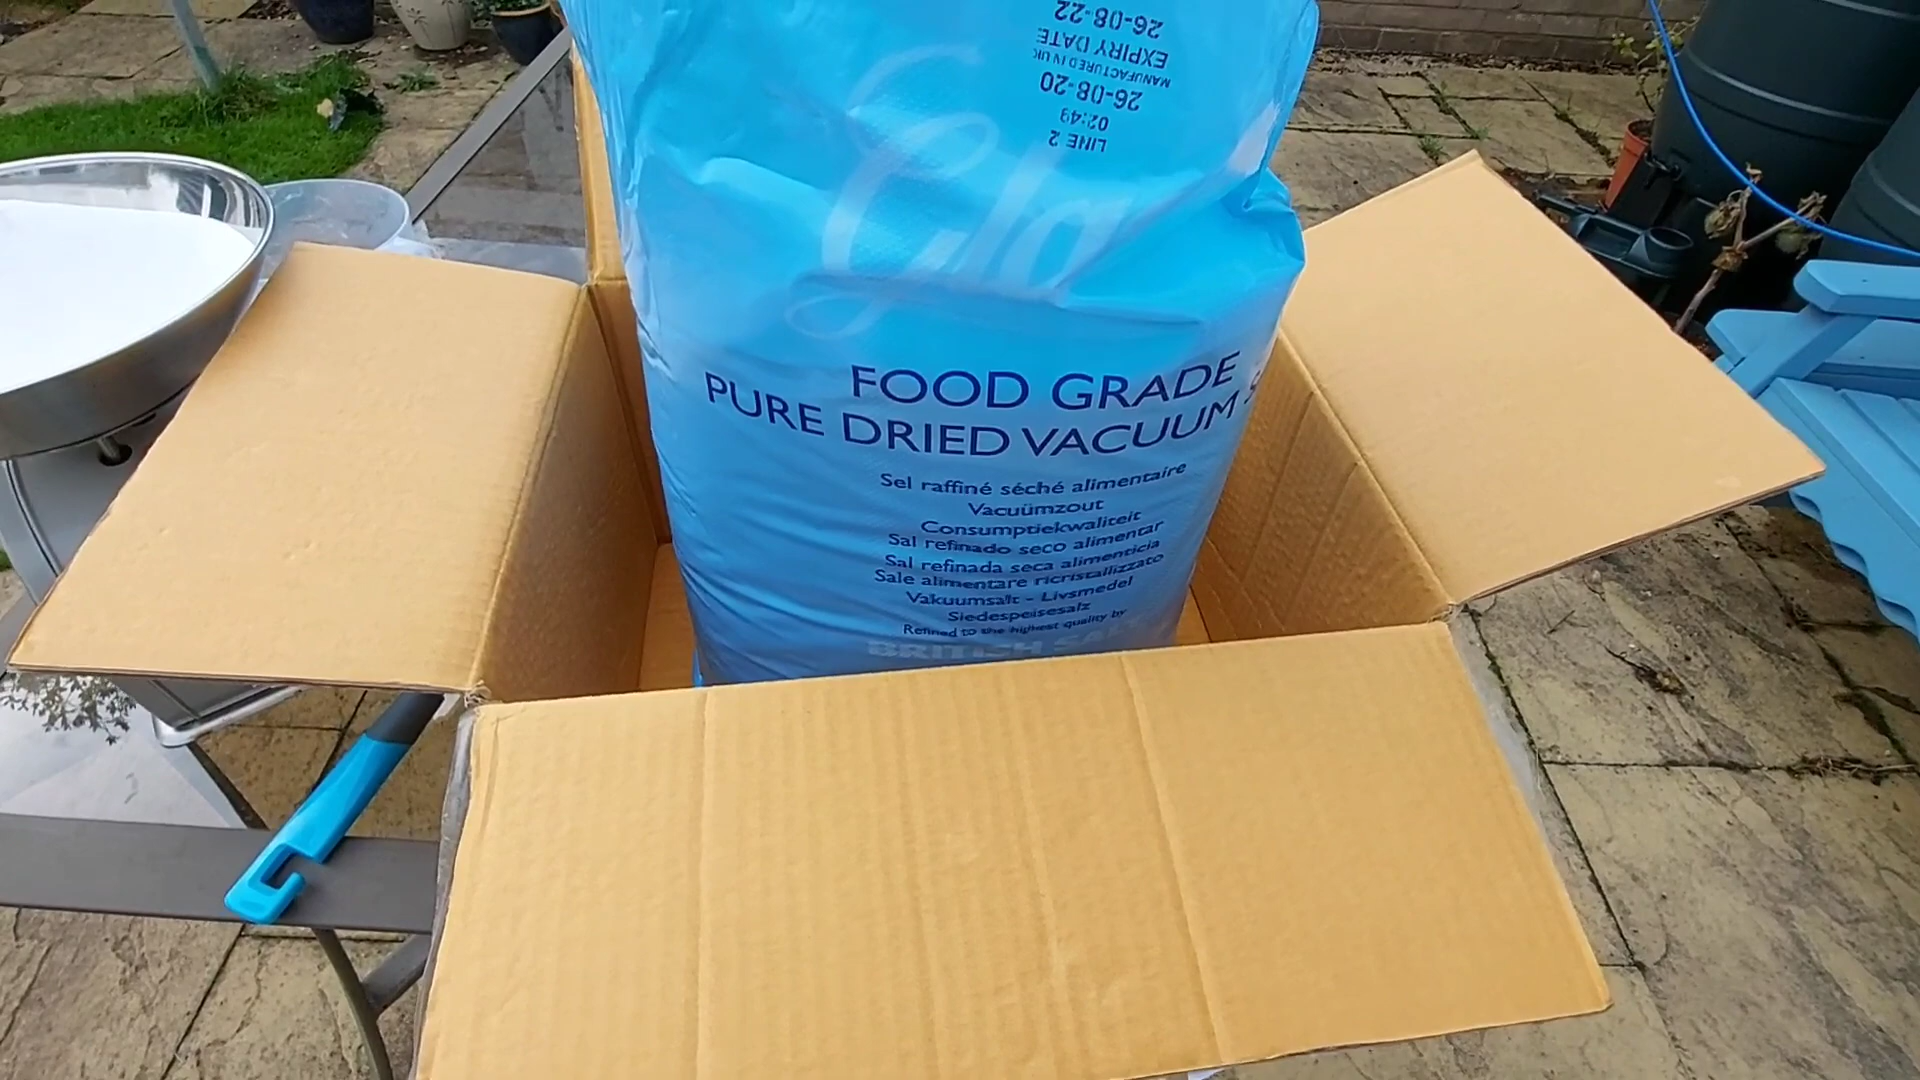 26-08-22
EXPIRY DATE
MANUFACTURED IN UK
26-08-20
02:49
LINE 2
Gla
FOOD GRADE
PURE DRIED VACUUM
Sel raffiné séché alimentaire
Vacuümzout
Consumptiekwaliteit
Sal refinado seco alimentar
Sal refinada seca alimenticia
Sale alimentare ricristallizzato
Vakuumsalt - Livsmedel
Siedespeisesalz
Refined to the highest quality by
BRITISH